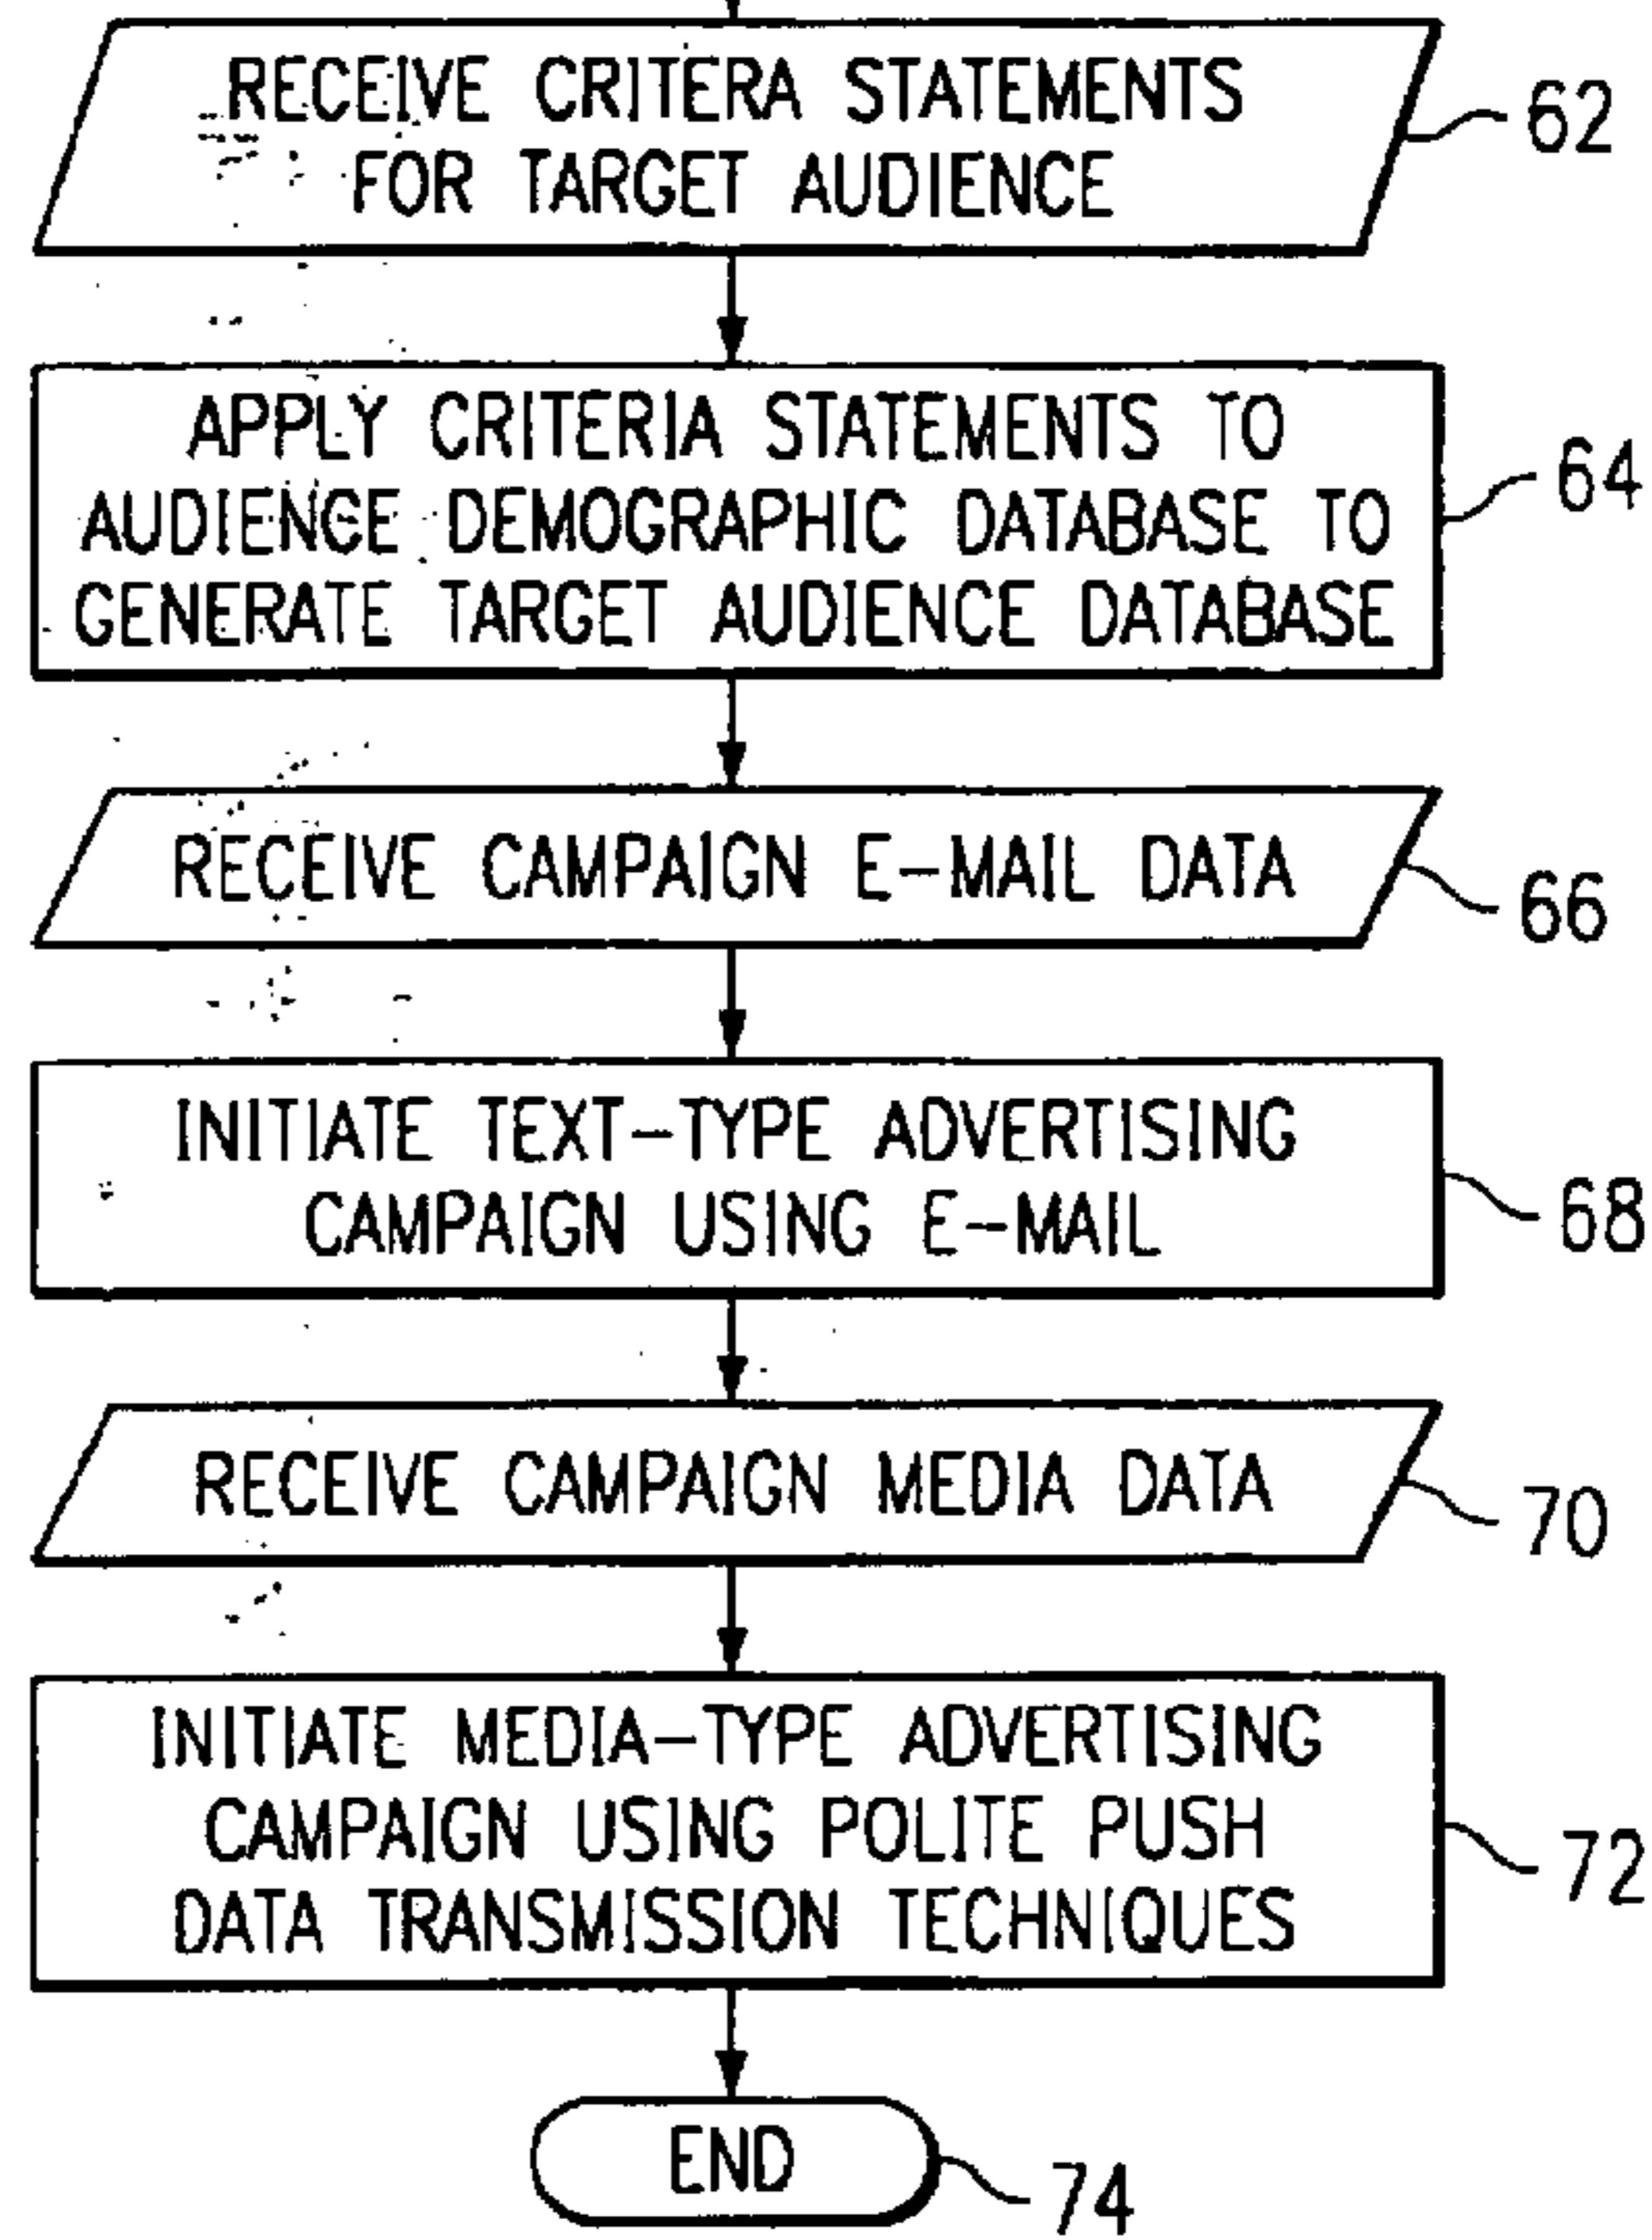 RECEIVE CRITERA STATEMENTS
FOR TARGET AUDIENCE
62
APPLY CRITERIA STATEMENTS TO
AUDIENCE DEMOGRAPHIC DATABASE TO
GENERATE TARGET AUDIENCE DATABASE
64
RECEIVE CAMPAIGN E-MAIL DATA
66
INITIATE TEXT-TYPE ADVERTISING
CAMPAIGN USING E-MAIL
68
RECEIVE CAMPAIGN MEDIA DATA
70
INITIATE MEDIA-TYPE ADVERTISING
CAMPAIGN USING POLITE PUSH
DATA TRANSMISSION TECHNIQUES
72
END
74